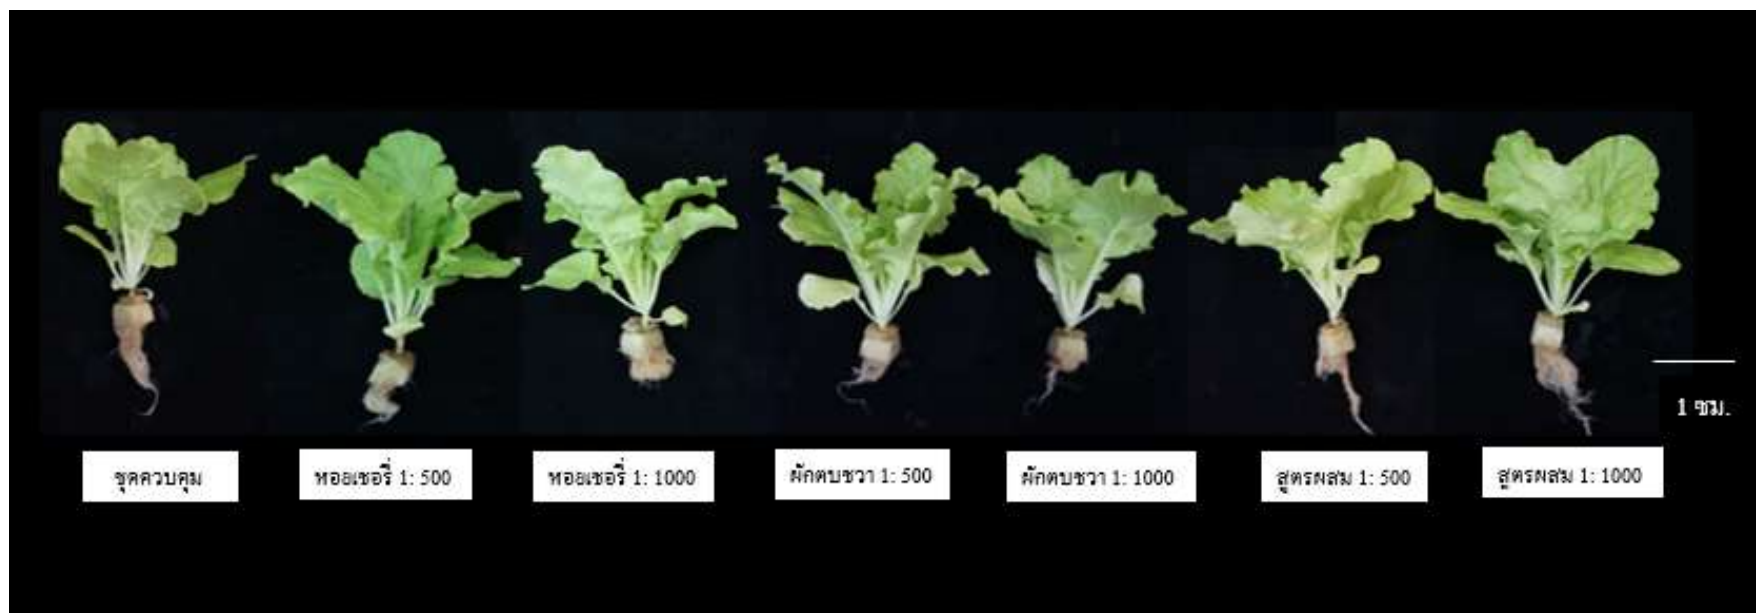 1 ซม.
ชุดควบคุม
หอยเชอรี่ 1: 500
หอยเชอรี่ 1: 1000
ผักตบชวา 1: 500
ผักตบชวา 1: 1000
สูตรผสม 1: 500
สูตรผสม 1: 1000